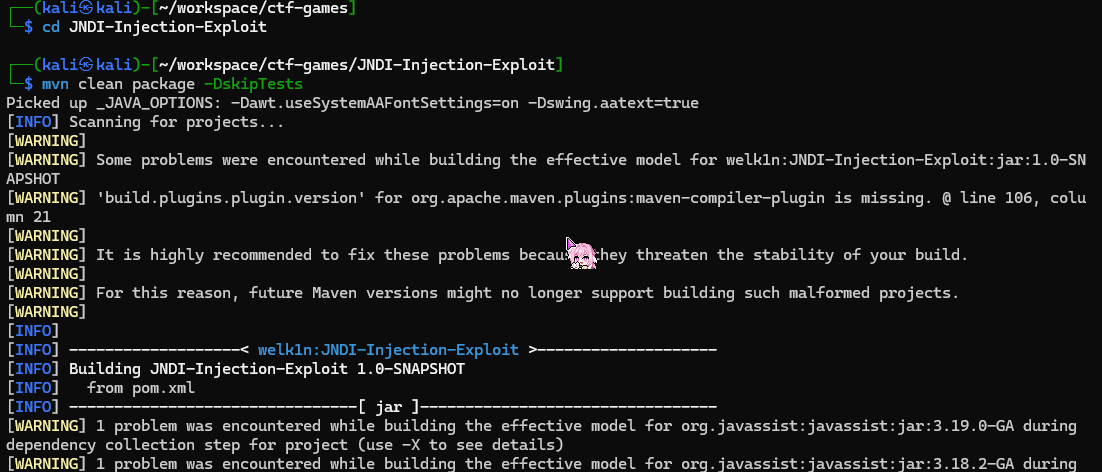 ┌──(kali㉿kali)-[~/workspace/ctf-games]
└─$ cd JNDI-Injection-Exploit
┌──(kali㉿kali)-[~/workspace/ctf-games/JNDI-Injection-Exploit]
└─$ mvn clean package -DskipTests
Picked up _JAVA_OPTIONS: -Dawt.useSystemAAFontSettings=on -Dswing.aatext=true
[INFO] Scanning for projects...
[WARNING]
[WARNING] Some problems were encountered while building the effective model for welk1n:JNDI-Injection-Exploit:jar:1.0-SN
APSHOT
[WARNING] 'build.plugins.plugin.version' for org.apache.maven.plugins:maven-compiler-plugin is missing. @ line 106, colu
mn 21
[WARNING]
[WARNING] It is highly recommended to fix these problems because they threaten the stability of your build.
[WARNING]
[WARNING] For this reason, future Maven versions might no longer support building such malformed projects.
[WARNING]
[INFO]
[INFO] -------------------< welk1n:JNDI-Injection-Exploit >--------------------
[INFO] Building JNDI-Injection-Exploit 1.0-SNAPSHOT
[INFO]   from pom.xml
[INFO] --------------------------------[ jar ]---------------------------------
[WARNING] 1 problem was encountered while building the effective model for org.javassist:javassist:jar:3.19.0-GA during
dependency collection step for project (use -X to see details)
[WARNING] 1 problem was encountered while building the effective model for org.javassist:javassist:jar:3.18.2-GA during